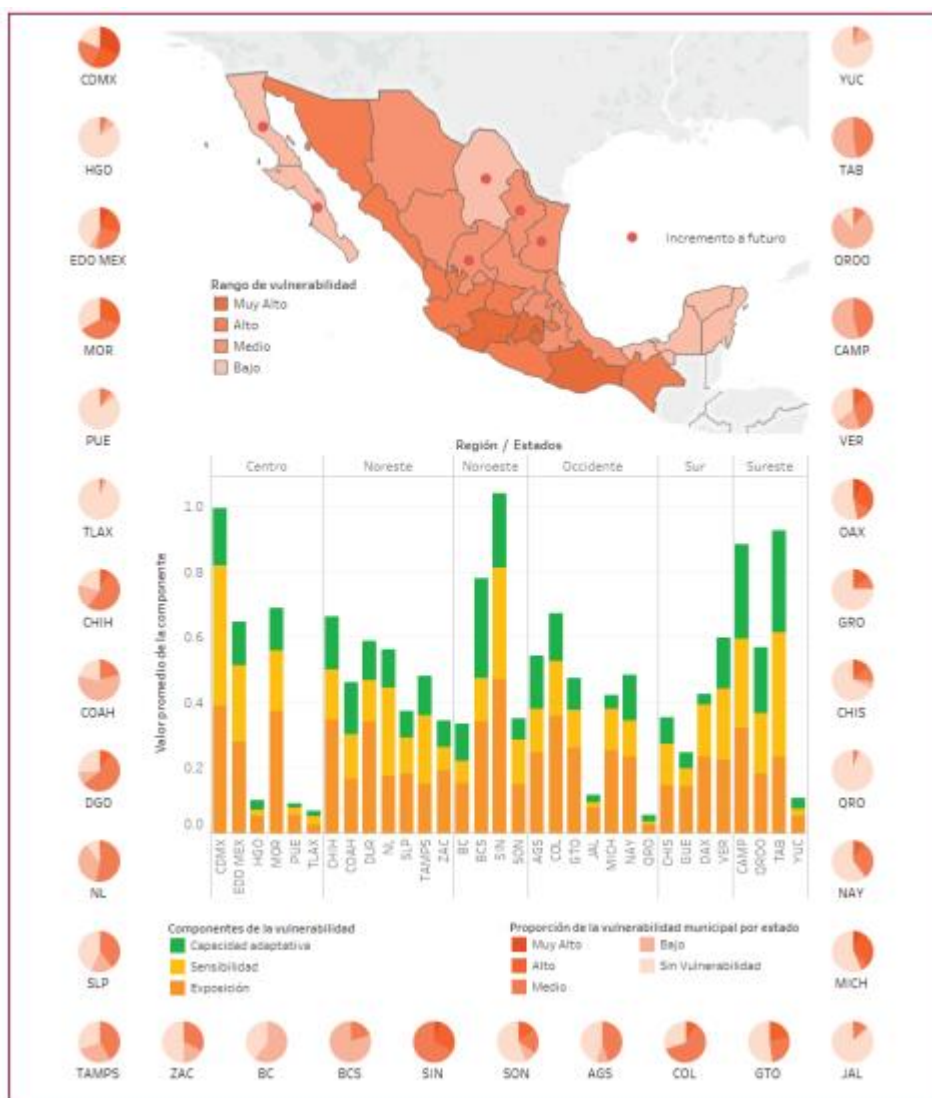 CDMX
HGO
EDO MEX
MOR
PUE
TLAX
CHIH
COAH
DGO
NL
SLP
TAMPS
ZAC
BC
BCS
SIN
SON
AGS
COL
GTO
JAL
YUC
TAB
QROO
CAMP
VER
OAX
GRO
CHIS
QRO
NAY
MICH
Incremento a futuro
Rango de vulnerabilidad
Muy Alto
Alto
Medio
Bajo
Región / Estados
Centro Noreste Noroeste Occidente Sur Sureste
Valor promedio de la componente
1.0
0.8
0.6
0.4
0.2
0.0
CDMX EDO MEX HGO MOR PUE TLAX CHIH COAH DUR NL SLP TAMPS ZAC BC BCS SIN SON AGS COL GTO JAL MICH NAY QRO CHIS GUE OAX VER CAMP QROO TAB YUC
Componentes de la vulnerabilidad
Capacidad adaptativa
Sensibilidad
Exposición
Proporción de la vulnerabilidad municipal por estado
Muy Alto
Alto
Medio
Bajo
Sin Vulnerabilidad